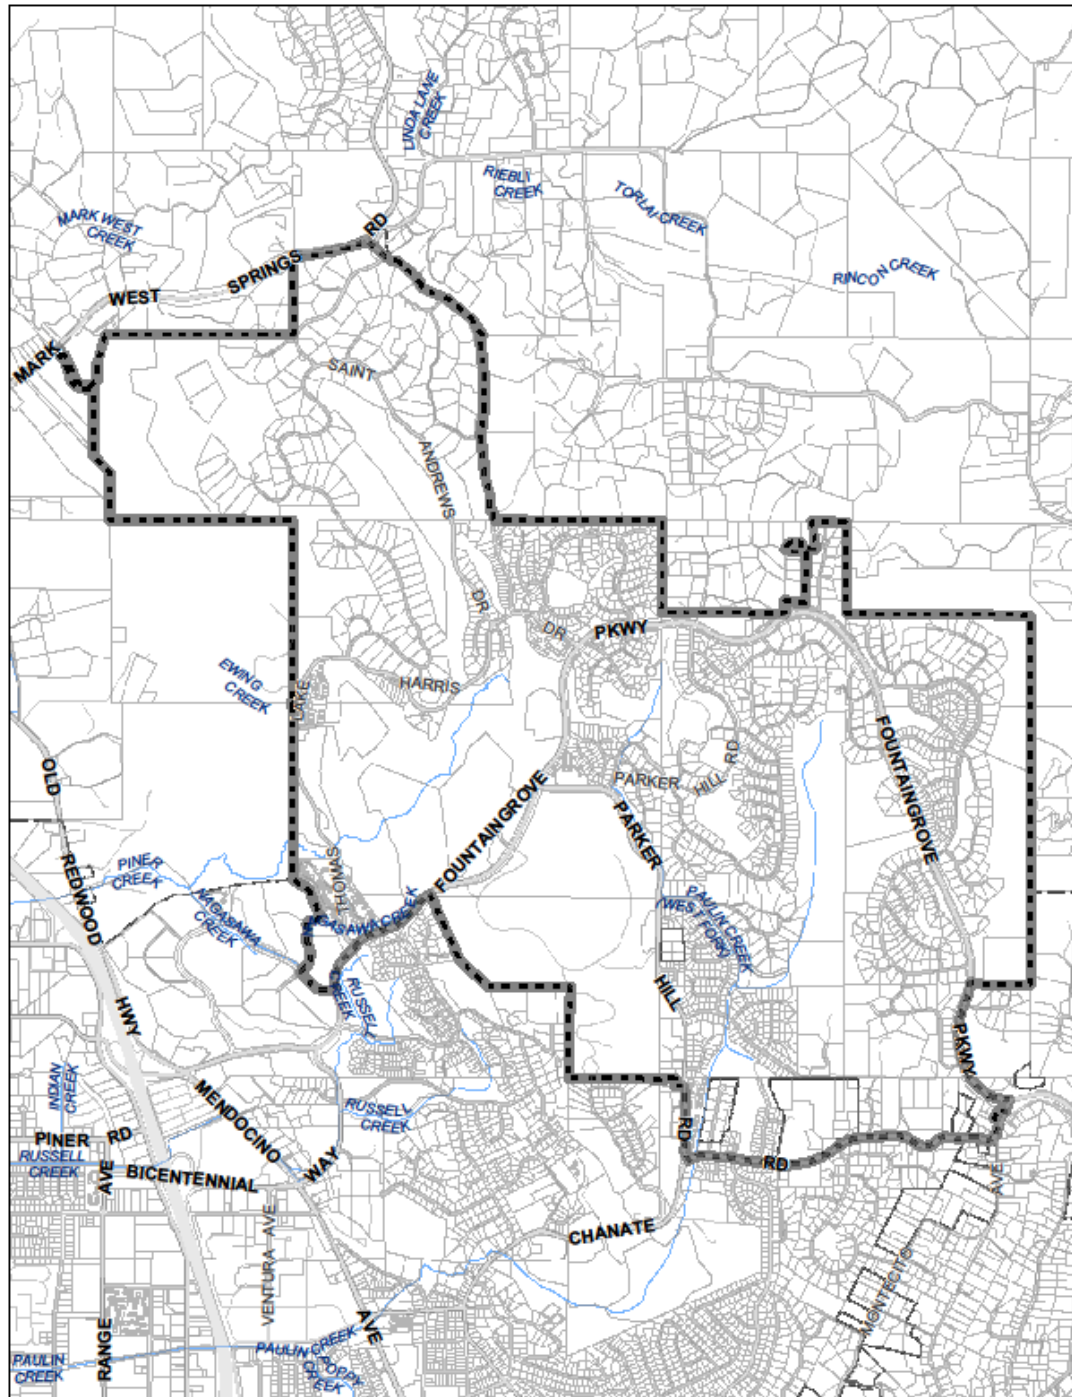 LINDA LANE
CREEK
RIEBLI
CREEK
TORLAI CREEK
MARK WEST
CREEK
RINCON CREEK
MARK
WEST
SPRINGS
RD
SAINT
ANDREWS
DR
DR
PKWY
EWING
CREEK
LAKE
HARRIS
OLD
REDWOOD
HWY
FOUNTAINGROVE
PARKER
HILL
RD
PARKER
HILL
RD
FOUNTAINGROVE
PKWY
THOMAS
PINER
CREEK
NAGASAWA
CREEK
NAGASAWA CREEK
PAULIN CREEK
(WEST FORK)
RUSSELL
CREEK
INDIAN
CREEK
MENDOCINO
AVE
RUSSELL
CREEK
PINER RD
RUSSELL
CREEK
BICENTENNIAL
WAY
RANGE
AVE
VENTURA AVE
CHANATE
RD
MONTECITO
AVE
PAULIN
CREEK
PAULIN CREEK
POPPY
CREEK